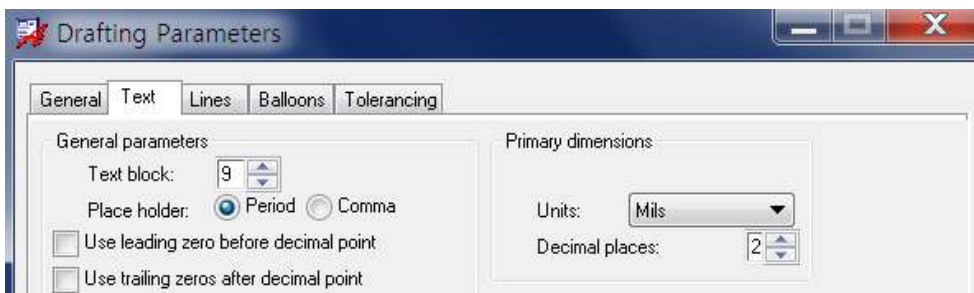 Drafting Parameters
General Text Lines Balloons Tolerancing
General parameters
Text block: 9
Place holder: Period Comma
Use leading zero before decimal point
Use trailing zeros after decimal point
Primary dimensions
Units: Mils
Decimal places: 2